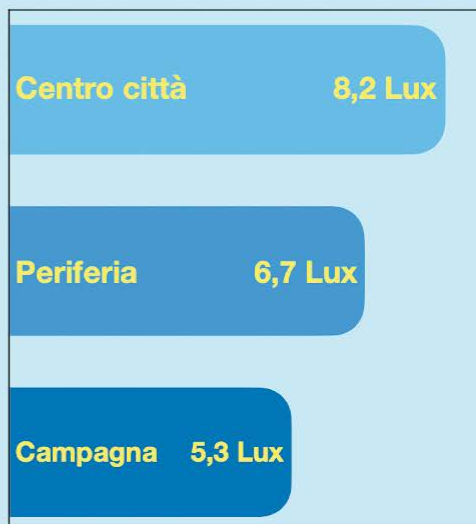 Centro città 8,2 Lux
Periferia 6,7 Lux
Campagna 5,3 Lux